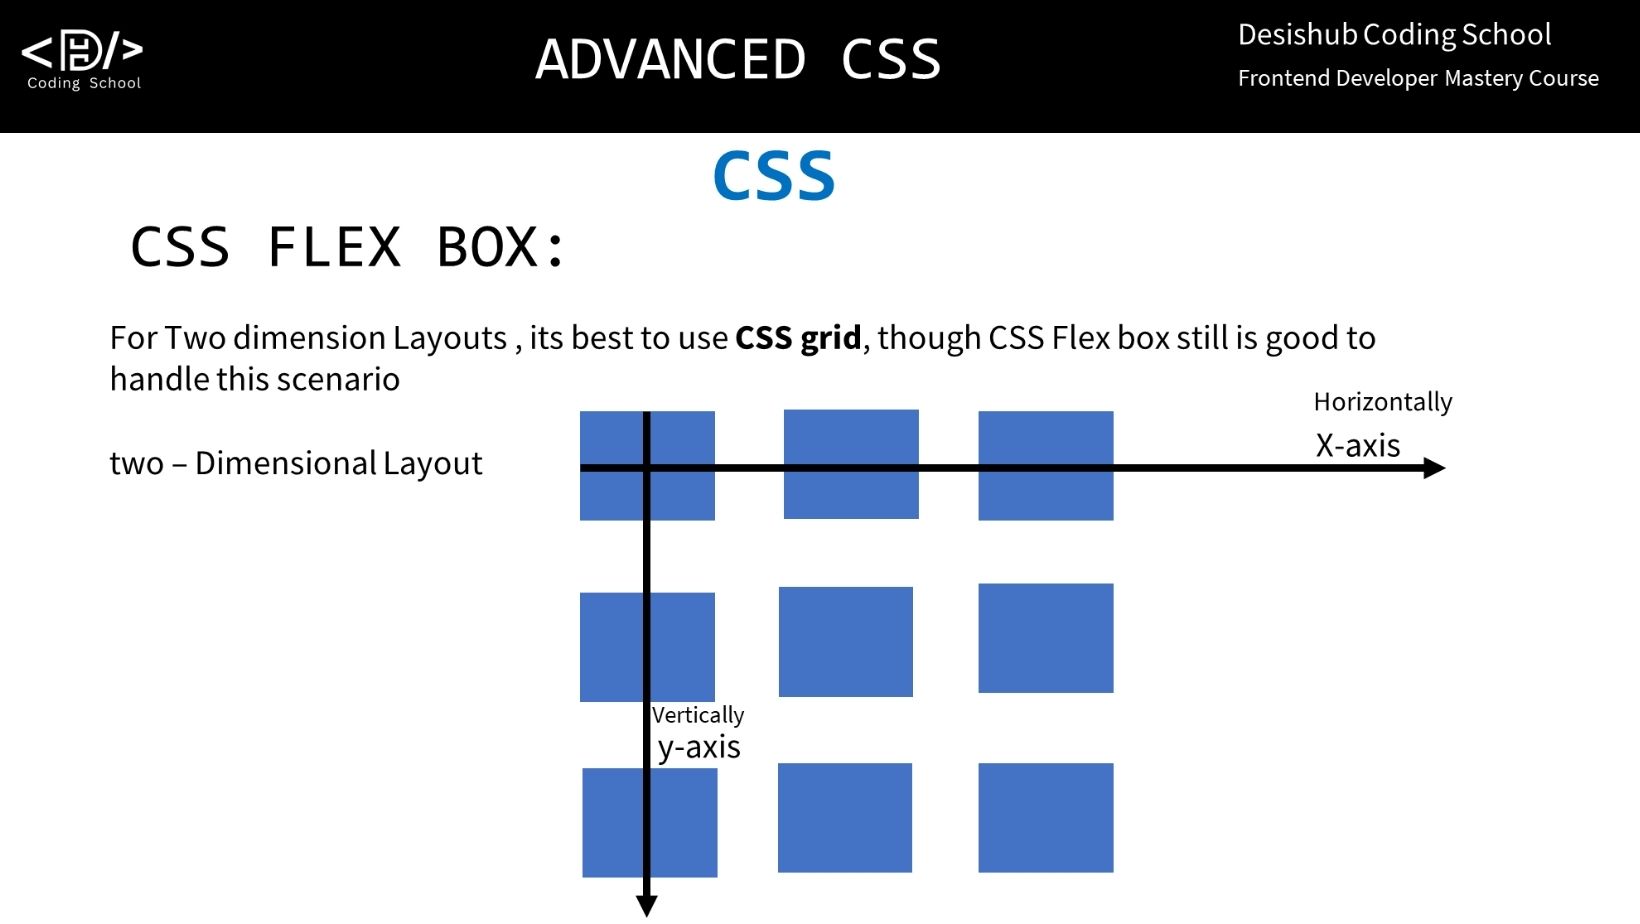 Coding School
ADVANCED CSS
Desishub Coding School
Frontend Developer Mastery Course
CSS
CSS FLEX BOX:
For Two dimension Layouts , its best to use CSS grid, though CSS Flex box still is good to
handle this scenario
Horizontally
X-axis
two – Dimensional Layout
Vertically
y-axis